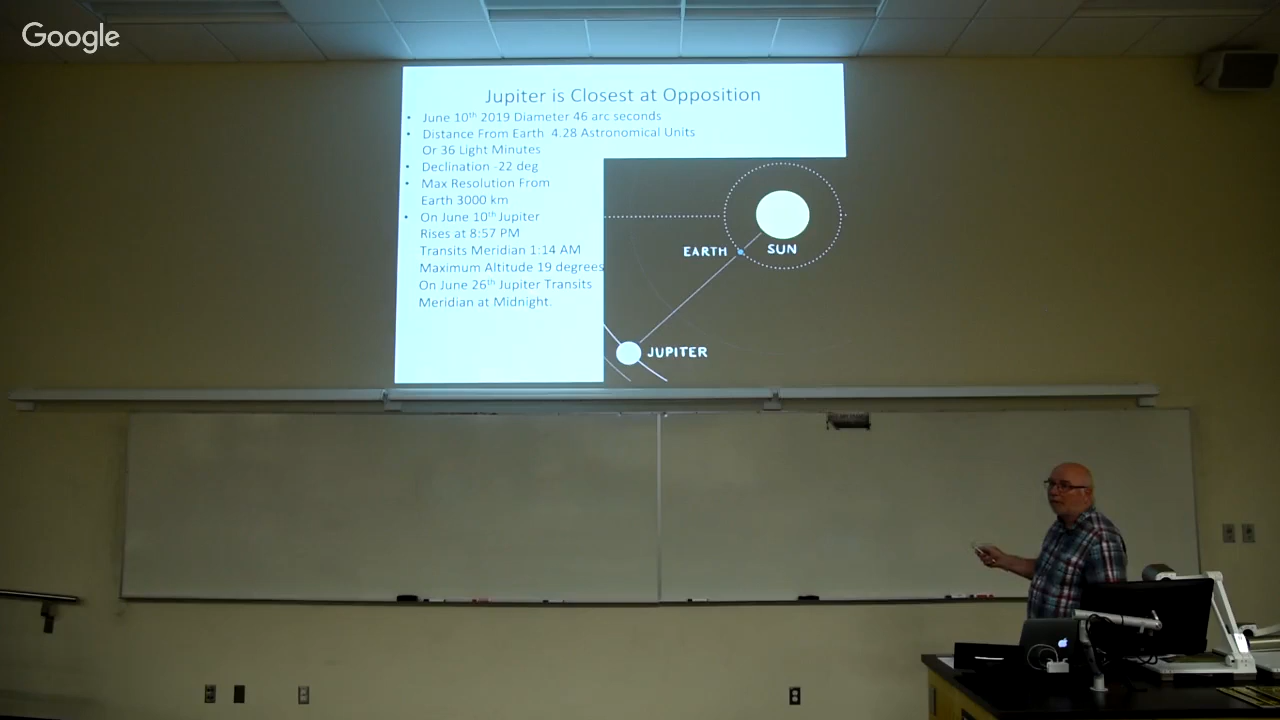 Google
Jupiter is Closest at Opposition
• June 10th 2019 Diameter 46 arc seconds
• Distance From Earth 4.28 Astronomical Units
Or 36 Light Minutes
• Declination -22 deg
• Max Resolution From
Earth 3000 km
• On June 10th Jupiter
Rises at 8:57 PM
Transits Meridian 1:14 AM
Maximum Altitude 19 degrees
On June 26th Jupiter Transits
Meridian at Midnight.
EARTH
SUN
JUPITER